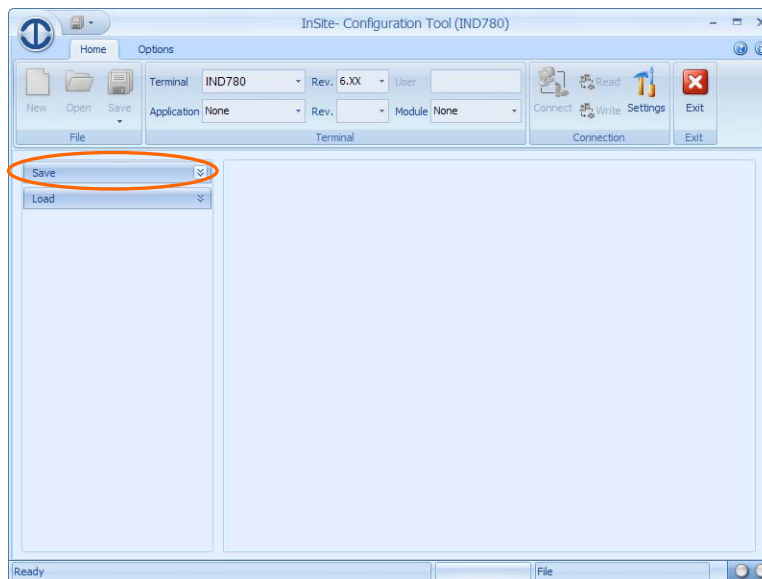 InSite- Configuration Tool (IND780)
Home Options
Terminal IND780 Rev. 6.XX User
New Open Save Connect Read Write Settings Exit
Application None Rev. Module None
File Terminal Connection Exit
Save
Load
Ready File